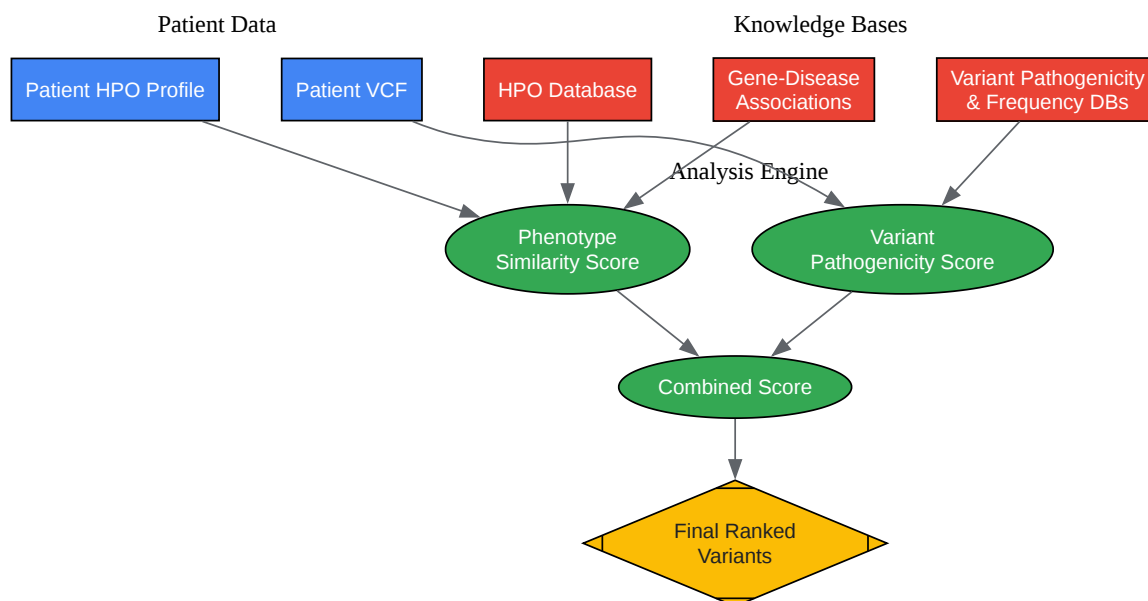 Patient Data
Knowledge Bases
Patient HPO Profile
Patient VCF
HPO Database
Gene-Disease
Associations
Variant Pathogenicity
& Frequency DBs
Analysis Engine
Phenotype
Similarity Score
Variant
Pathogenicity Score
Combined Score
Final Ranked
Variants